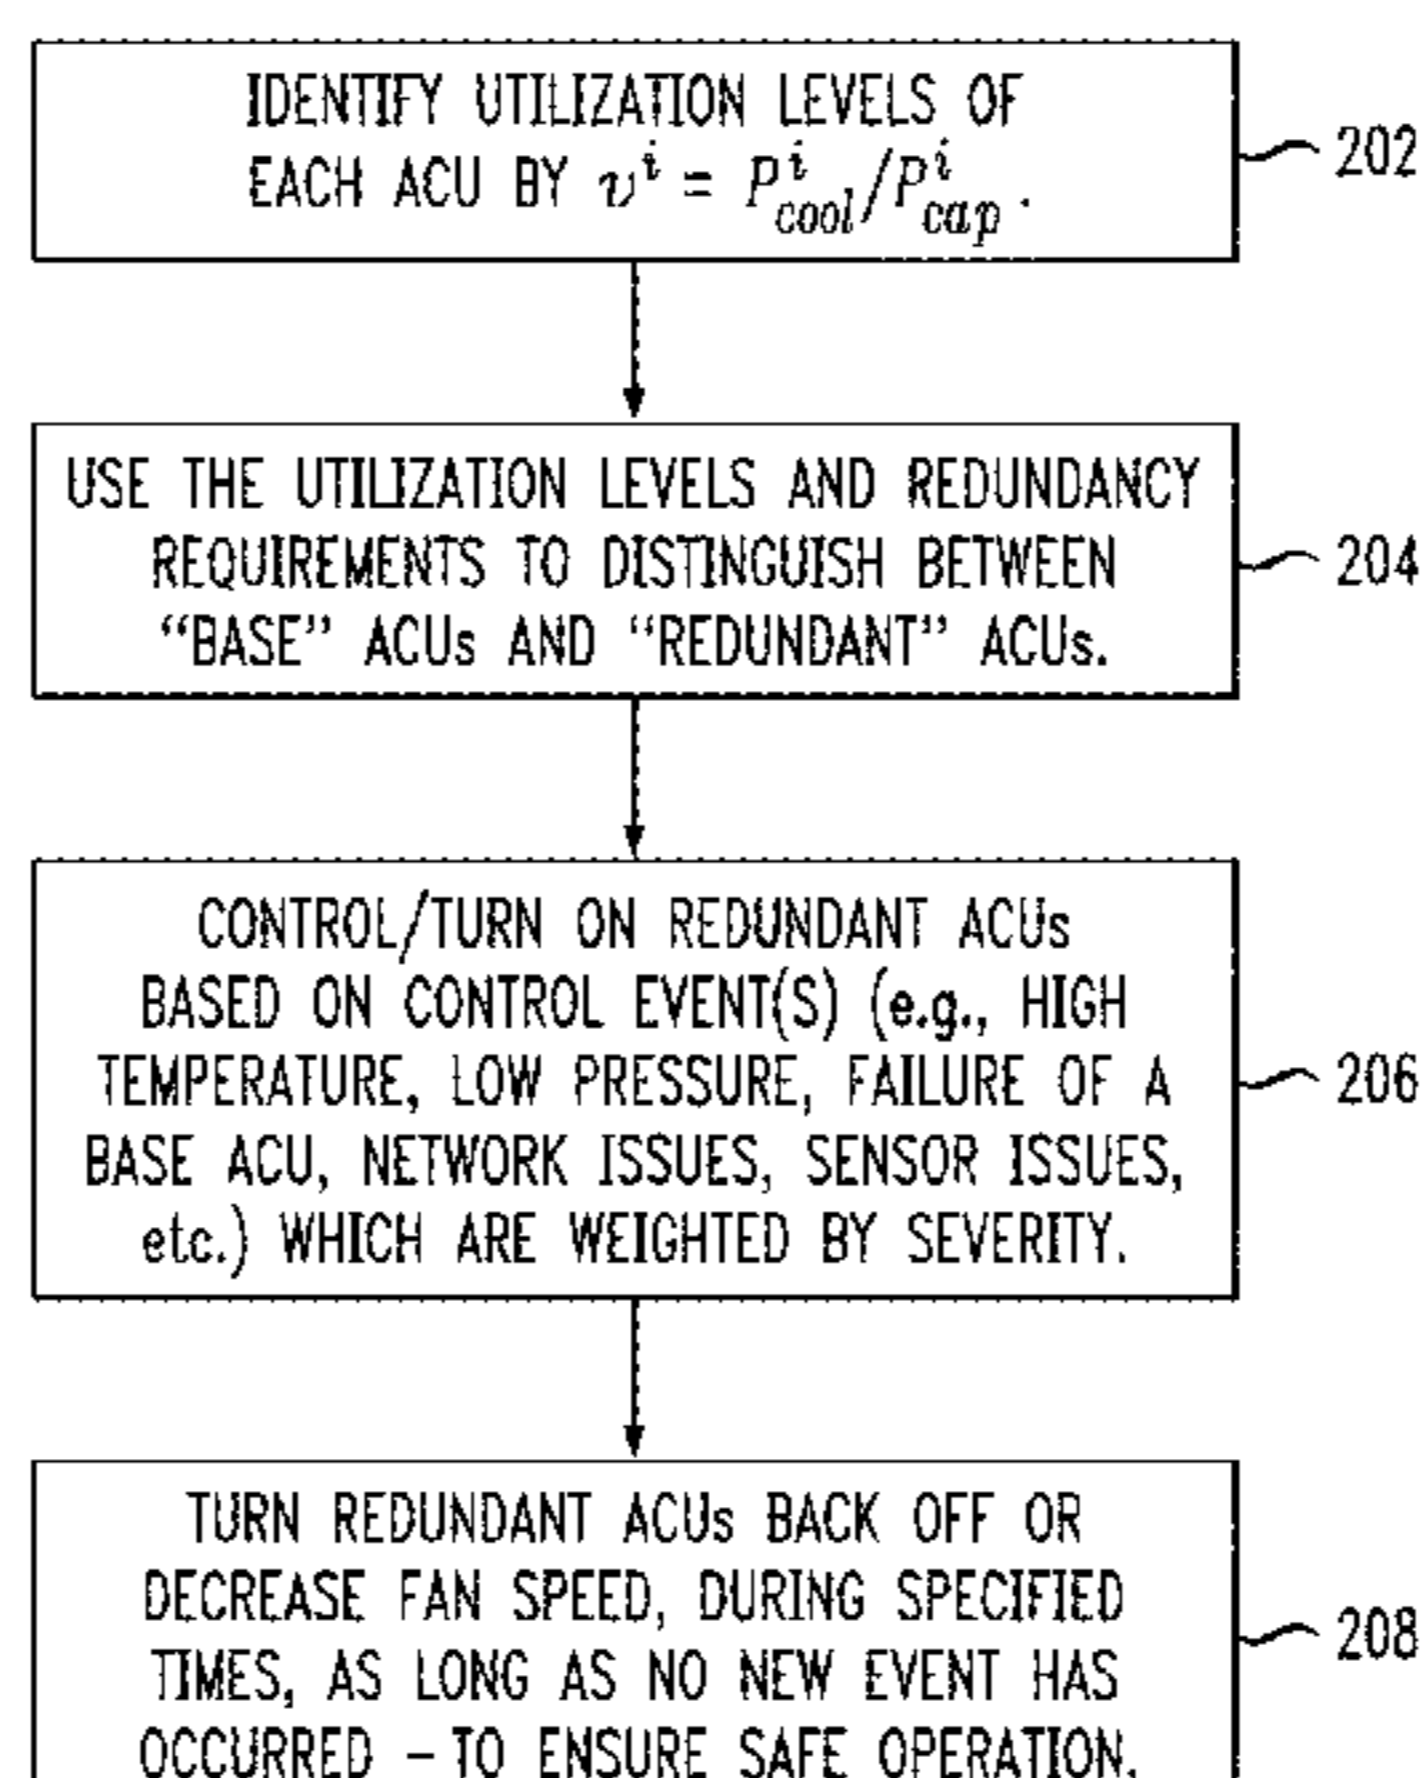 IDENTIFY UTILIZATION LEVELS OF
EACH ACU BY v^i = P^i_cool/P^i_cap.
202
USE THE UTILIZATION LEVELS AND REDUNDANCY
REQUIREMENTS TO DISTINGUISH BETWEEN
“BASE” ACUs AND “REDUNDANT” ACUs.
204
CONTROL/TURN ON REDUNDANT ACUs
BASED ON CONTROL EVENT(S) (e.g., HIGH
TEMPERATURE, LOW PRESSURE, FAILURE OF A
BASE ACU, NETWORK ISSUES, SENSOR ISSUES,
etc.) WHICH ARE WEIGHTED BY SEVERITY.
206
TURN REDUNDANT ACUs BACK OFF OR
DECREASE FAN SPEED, DURING SPECIFIED
TIMES, AS LONG AS NO NEW EVENT HAS
OCCURRED – TO ENSURE SAFE OPERATION.
208